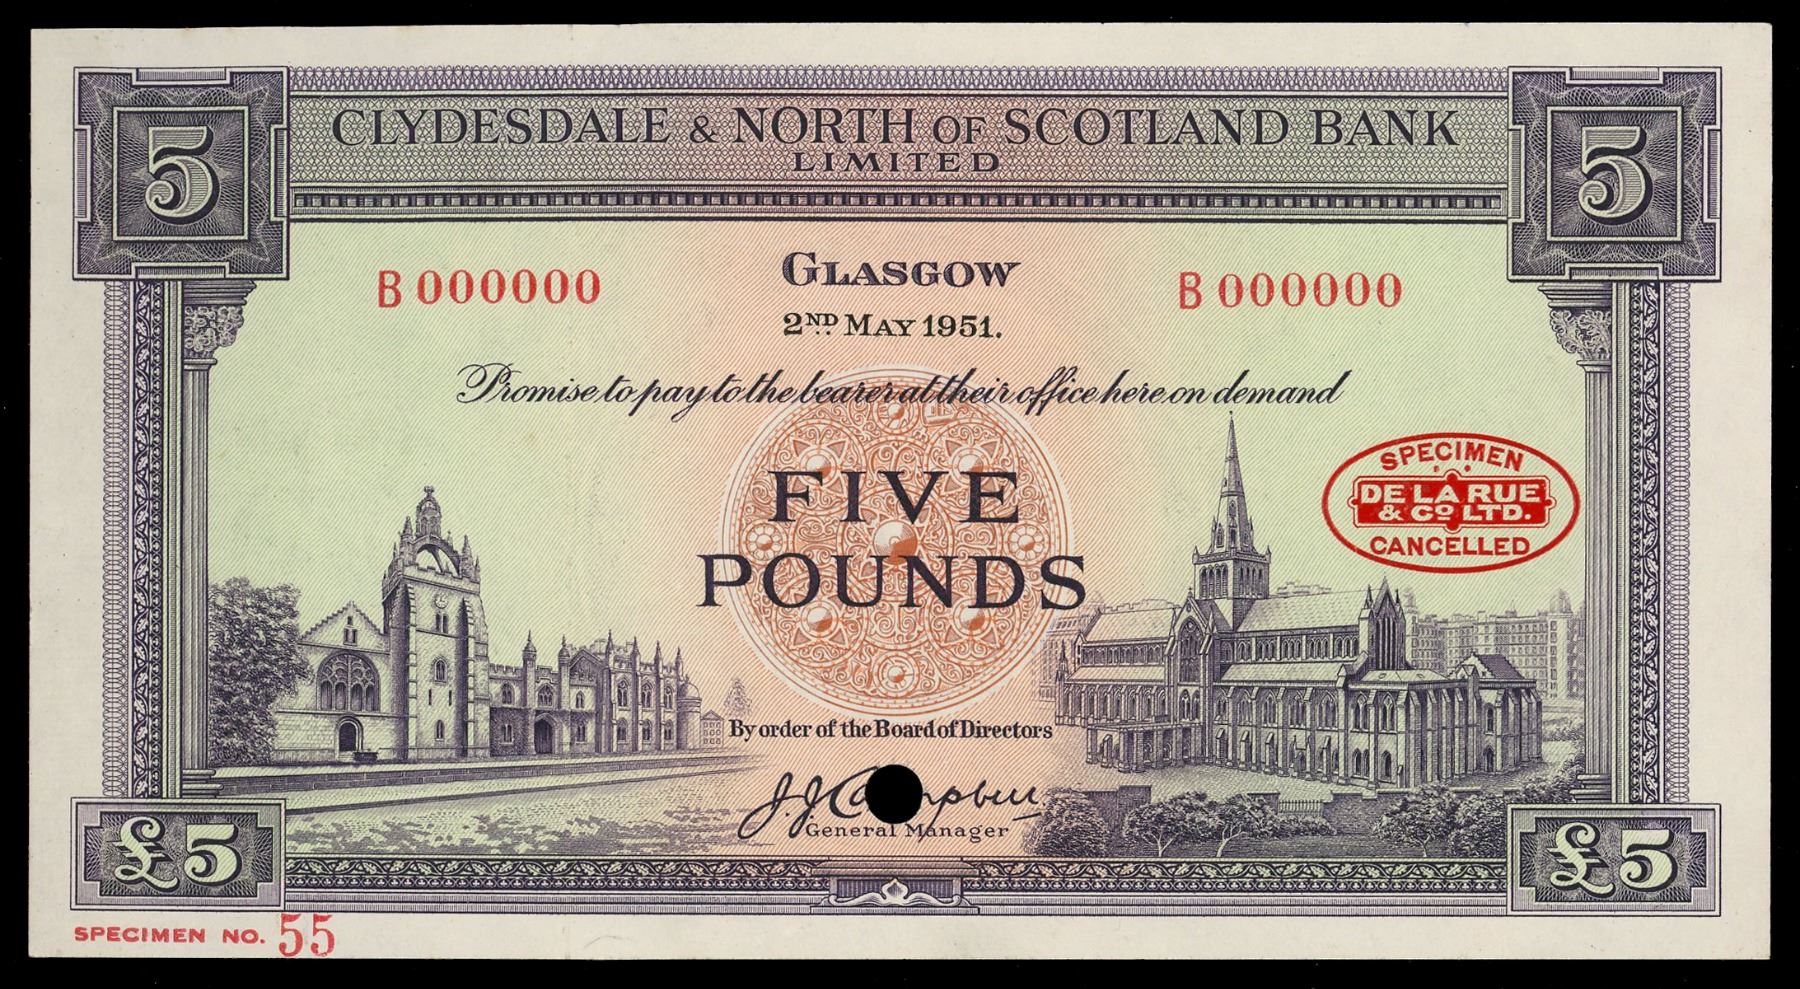 5
CLYDESDALE & NORTH OF SCOTLAND BANK
LIMITED
5
GLASGOW
B 000000
B 000000
2ND MAY 1951.
Promise to pay to the bearer at their office here on demand
FIVE
POUNDS
SPECIMEN
DE LA RUE
& Co LTD.
CANCELLED
By order of the Board of Directors
J. J. Campbell
General Manager
£5
£5
SPECIMEN NO. 55